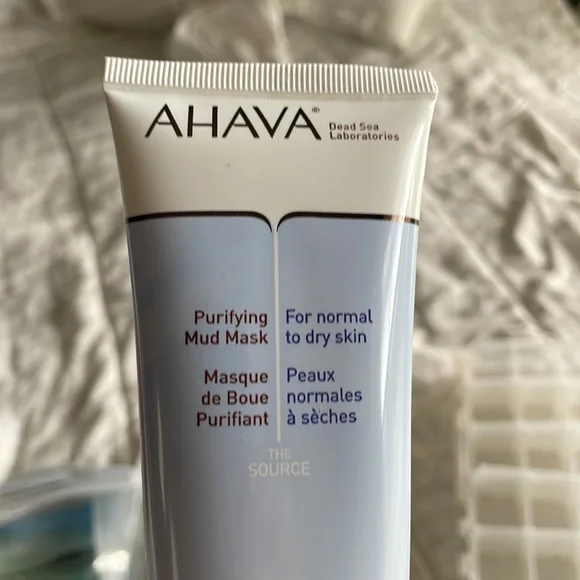 AHAVA®
Dead Sea
Laboratories
Purifying
Mud Mask
For normal
to dry skin
Masque
de Boue
Purifiant
Peaux
normales
à sèches
THE
SOURCE